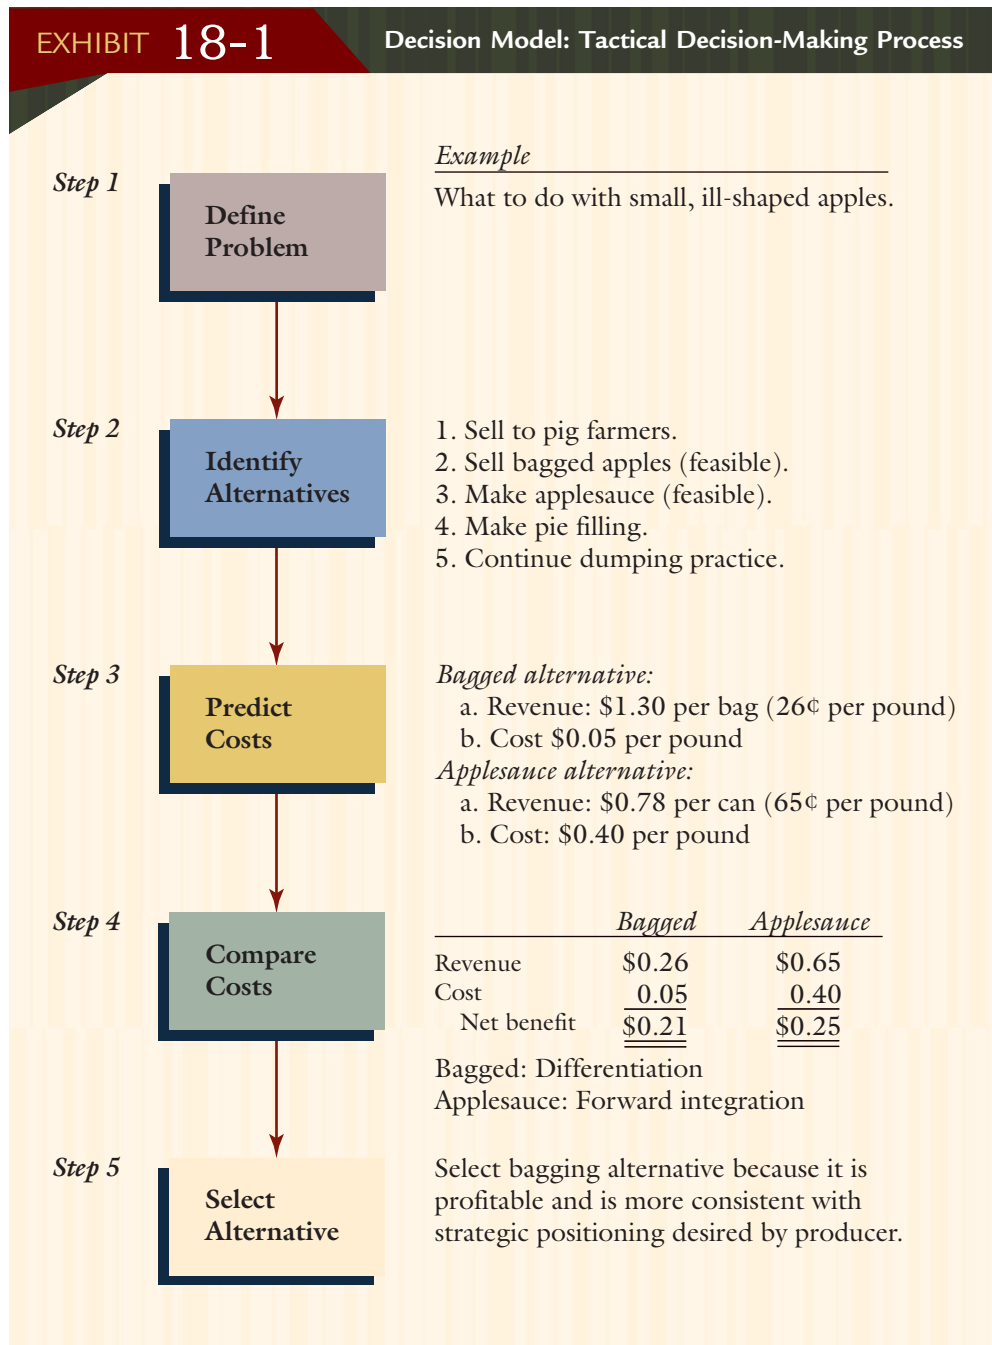 EXHIBIT 18-1
Decision Model: Tactical Decision-Making Process
Example
Step 1
Define
Problem
What to do with small, ill-shaped apples.
Step 2
Identify
Alternatives
1. Sell to pig farmers.
2. Sell bagged apples (feasible).
3. Make applesauce (feasible).
4. Make pie filling.
5. Continue dumping practice.
Step 3
Predict
Costs
Bagged alternative:
a. Revenue: $1.30 per bag (26¢ per pound)
b. Cost $0.05 per pound
Applesauce alternative:
a. Revenue: $0.78 per can (65¢ per pound)
b. Cost: $0.40 per pound
Step 4
Compare
Costs
Bagged Applesauce
Revenue $0.26 $0.65
Cost 0.05 0.40
Net benefit $0.21 $0.25
Bagged: Differentiation
Applesauce: Forward integration
Step 5
Select
Alternative
Select bagging alternative because it is
profitable and is more consistent with
strategic positioning desired by producer.